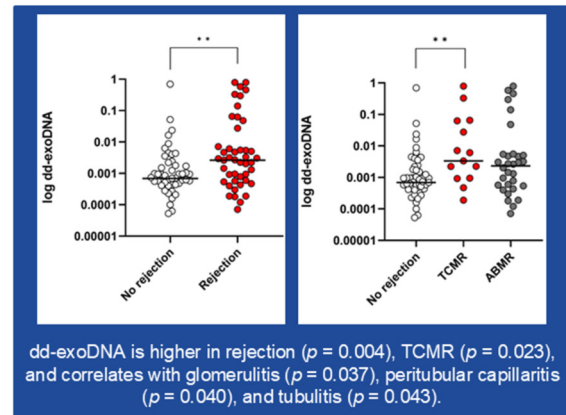 * *
1
0.1
0.01
0.001
0.0001
0.00001
log dd-exoDNA
No rejection
Rejection
* *
1
0.1
0.01
0.001
0.0001
0.00001
log dd-exoDNA
No rejection
TCMR
ABMR
dd-exoDNA is higher in rejection (p = 0.004), TCMR (p = 0.023),
and correlates with glomerulitis (p = 0.037), peritubular capillaritis
(p = 0.040), and tubulitis (p = 0.043).